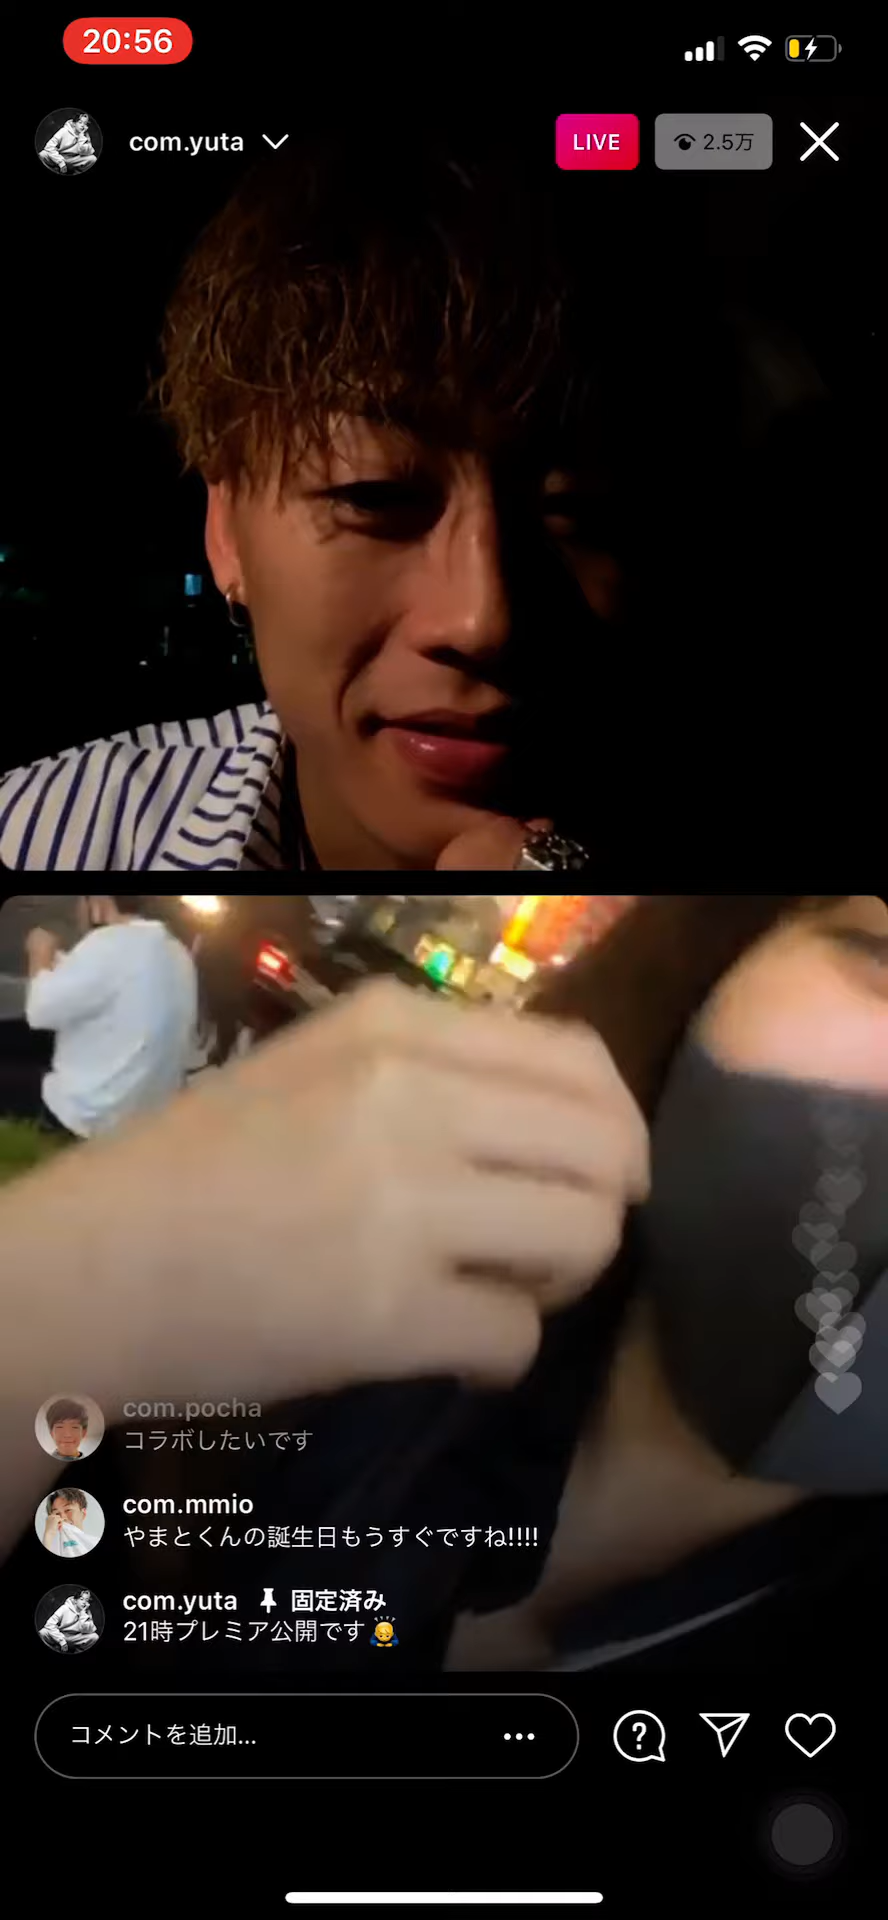 20:56
com.yuta
LIVE
2.5万
com.pocha
コラボしたいです
com.mmio
やまとくんの誕生日もうすぐですね!!!!
com.yuta 固定済み
21時プレミア公開です🙇
コメントを追加...